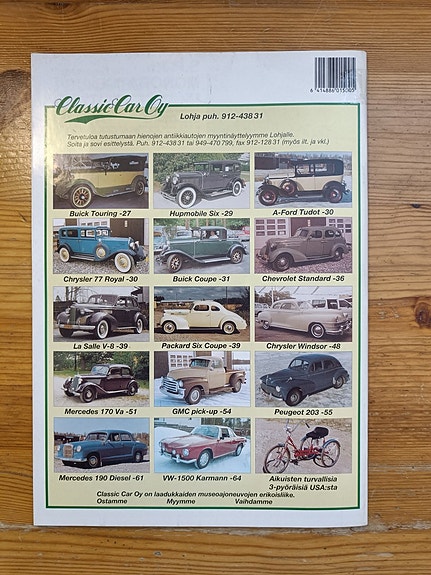 6 414886 015065
Classic Car Oy
Lohja puh. 912-438 31
Tervetuloa tutustumaan hienojen antiikkiautojen myyntinäyttelyymme Lohjalle.
Soita ja sovi esittelystä. Puh. 912-438 31 tai 949-470 799, fax 912-128 31 (myös ilt. ja vkl.)
Buick Touring -27
Hupmobile Six -29
A-Ford Tudot -30
Chrysler 77 Royal -30
Buick Coupe -31
Chevrolet Standard -36
La Salle V-8 -39
Packard Six Coupe -39
Chrysler Windsor -48
Mercedes 170 Va -51
GMC pick-up -54
Peugeot 203 -55
Mercedes 190 Diesel -61
VW-1500 Karmann -64
Aikuisten turvallisia
3-pyöräisiä USA:sta
Classic Car Oy on laadukkaiden museoajoneuvojen erikoisliike.
Ostamme Myymme Vaihdamme